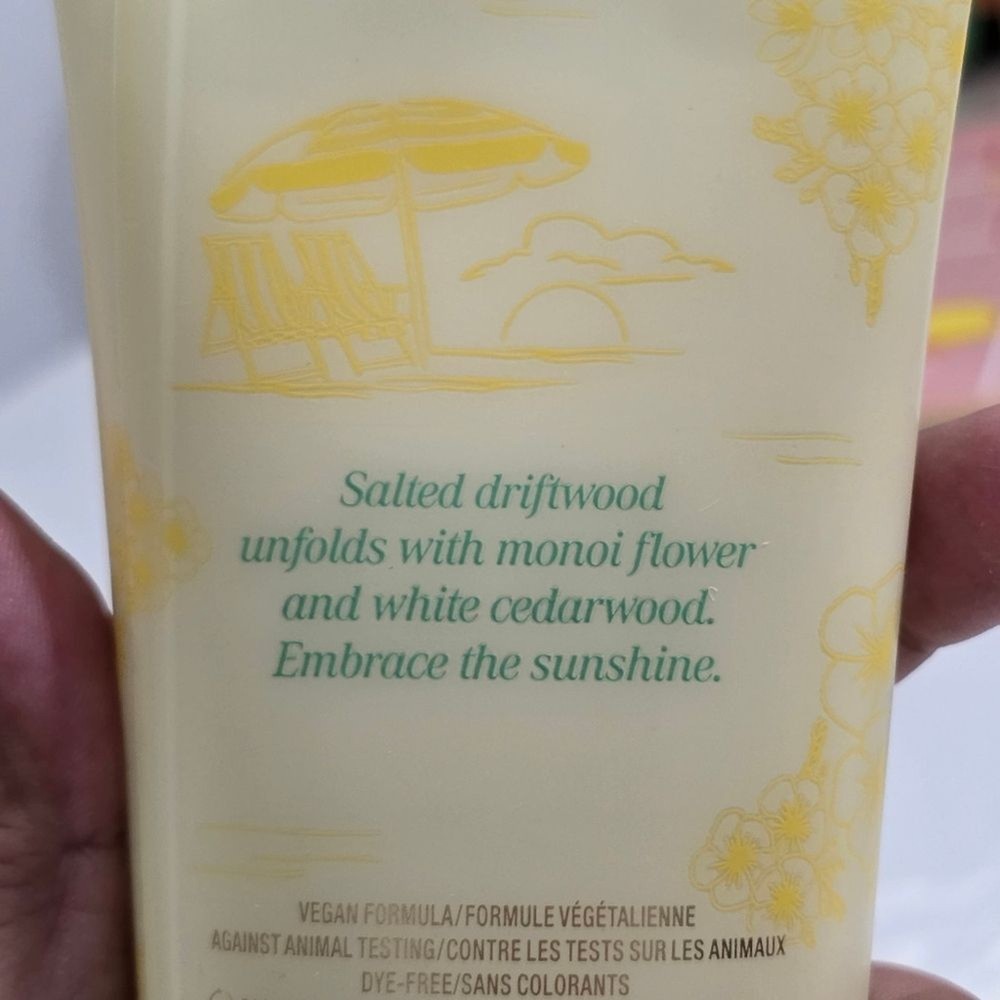 Salted driftwood
unfolds with monoi flower
and white cedarwood.
Embrace the sunshine.
VEGAN FORMULA/FORMULE VÉGÉTALIENNE
AGAINST ANIMAL TESTING/CONTRE LES TESTS SUR LES ANIMAUX
DYE-FREE/SANS COLORANTS